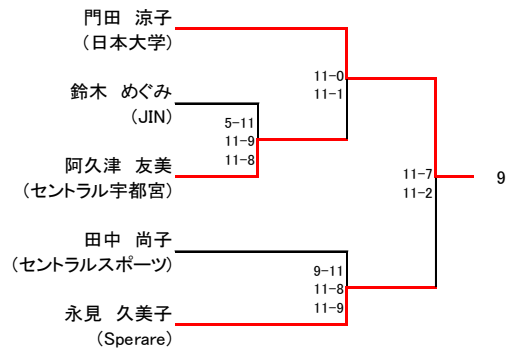 門田　涼子
(日本大学)
11-0
11-1
鈴木　めぐみ
(JIN)
5-11
11-9
11-8
阿久津　友美
(セントラル宇都宮)
11-7
11-2
9
田中　尚子
(セントラルスポーツ)
9-11
11-8
11-9
永見　久美子
(Sperare)